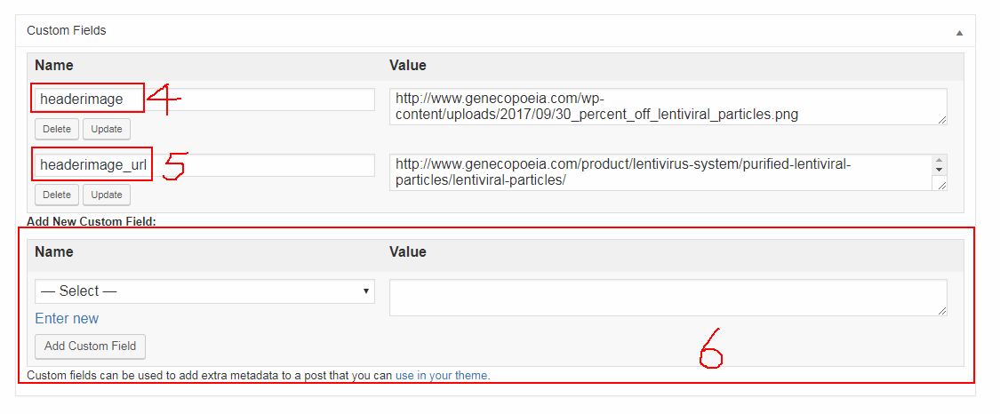 Custom Fields
Name Value
headerimage 4 http://www.genecopoeia.com/wp-
content/uploads/2017/09/30_percent_off_lentiviral_particles.png
Delete Update
headerimage_url 5 http://www.genecopoeia.com/product/lentivirus-system/purified-lentiviral-
particles/lentiviral-particles/
Delete Update
Add New Custom Field:
Name Value
— Select —
Enter new
Add Custom Field
6
Custom fields can be used to add extra metadata to a post that you can use in your theme.